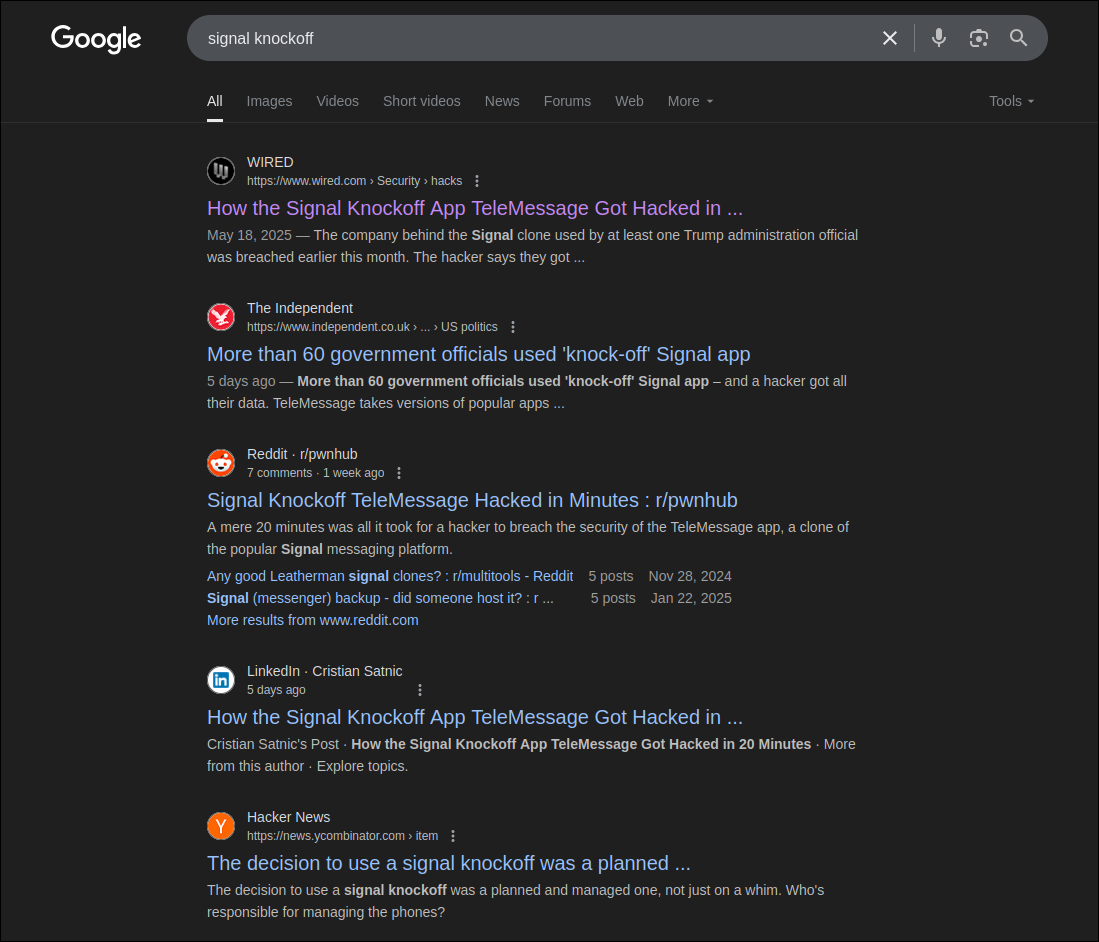 Google
signal knockoff
All Images Videos Short videos News Forums Web More Tools
WIRED
https://www.wired.com › Security › hacks
How the Signal Knockoff App TeleMessage Got Hacked in ...
May 18, 2025 — The company behind the Signal clone used by at least one Trump administration official
was breached earlier this month. The hacker says they got ...
The Independent
https://www.independent.co.uk › ... › US politics
More than 60 government officials used 'knock-off' Signal app
5 days ago — More than 60 government officials used 'knock-off' Signal app – and a hacker got all
their data. TeleMessage takes versions of popular apps ...
Reddit · r/pwnhub
7 comments · 1 week ago
Signal Knockoff TeleMessage Hacked in Minutes : r/pwnhub
A mere 20 minutes was all it took for a hacker to breach the security of the TeleMessage app, a clone of
the popular Signal messaging platform.
Any good Leatherman signal clones? : r/multitools - Reddit 5 posts Nov 28, 2024
Signal (messenger) backup - did someone host it? : r ... 5 posts Jan 22, 2025
More results from www.reddit.com
LinkedIn · Cristian Satnic
5 days ago
How the Signal Knockoff App TeleMessage Got Hacked in ...
Cristian Satnic's Post · How the Signal Knockoff App TeleMessage Got Hacked in 20 Minutes · More
from this author · Explore topics.
Hacker News
https://news.ycombinator.com › item
The decision to use a signal knockoff was a planned ...
The decision to use a signal knockoff was a planned and managed one, not just on a whim. Who's
responsible for managing the phones?